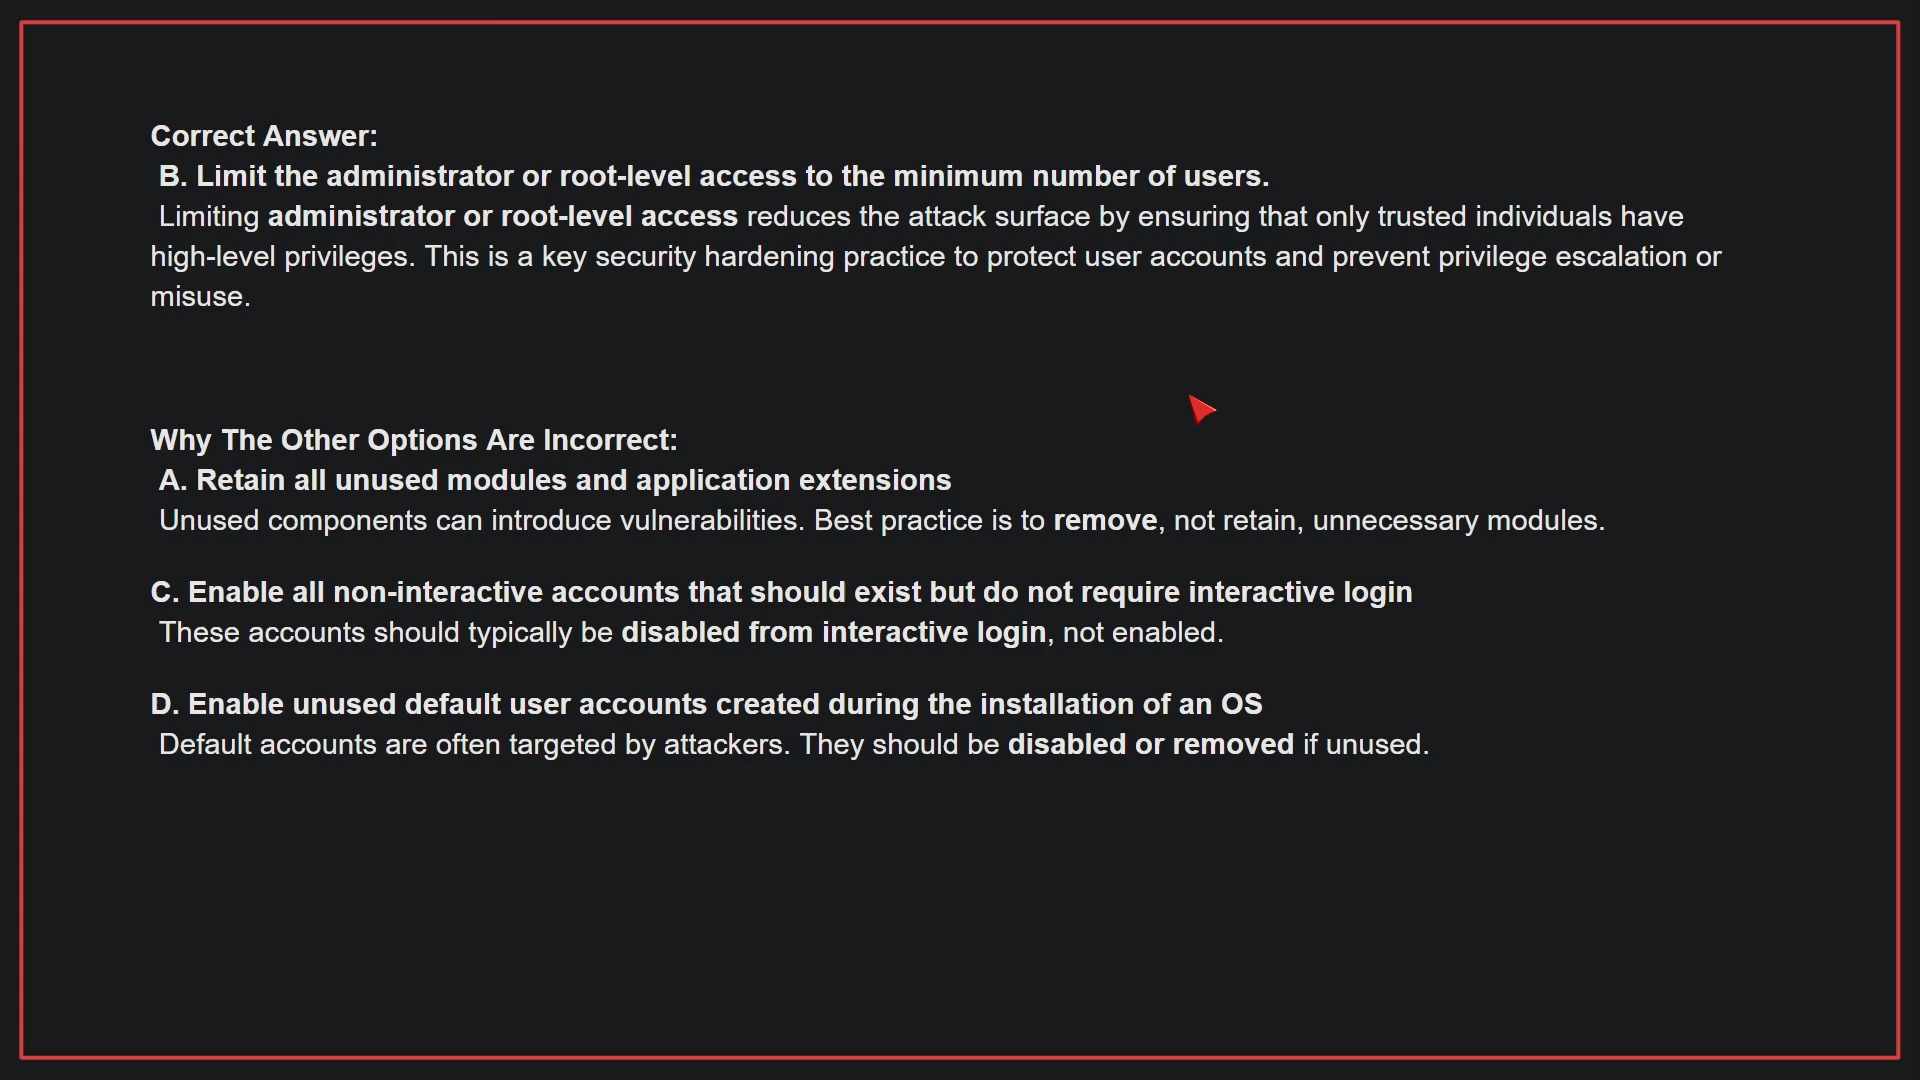 Correct Answer:
B. Limit the administrator or root-level access to the minimum number of users.
Limiting administrator or root-level access reduces the attack surface by ensuring that only trusted individuals have
high-level privileges. This is a key security hardening practice to protect user accounts and prevent privilege escalation or
misuse.
Why The Other Options Are Incorrect:
A. Retain all unused modules and application extensions
Unused components can introduce vulnerabilities. Best practice is to remove, not retain, unnecessary modules.
C. Enable all non-interactive accounts that should exist but do not require interactive login
These accounts should typically be disabled from interactive login, not enabled.
D. Enable unused default user accounts created during the installation of an OS
Default accounts are often targeted by attackers. They should be disabled or removed if unused.